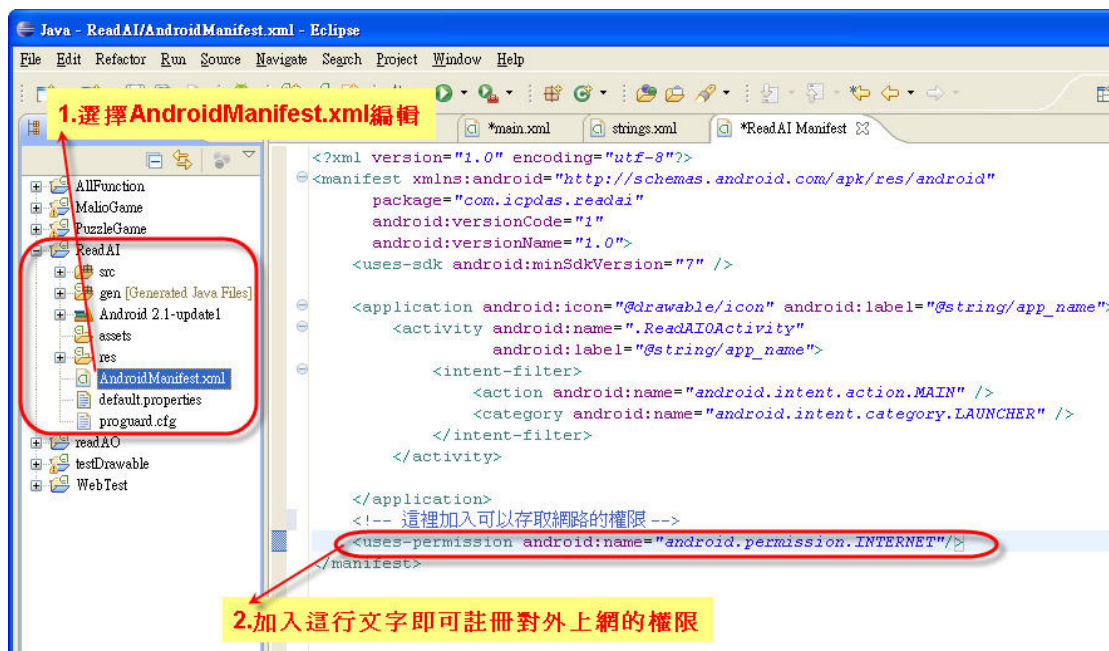 Java - ReadAI/AndroidManifest.xml - Eclipse
File Edit Refactor Run Source Navigate Search Project Window Help
1.選擇AndroidManifest.xml編輯
*main.xml strings.xml *ReadAI Manifest
AllFunction
MalioGame
PuzzleGame
ReadAI
src
gen [Generated Java Files]
Android 2.1-update1
assets
res
AndroidManifest.xml
default.properties
proguard.cfg
readAO
testDrawable
WebTest
<?xml version="1.0" encoding="utf-8"?>
<manifest xmlns:android="http://schemas.android.com/apk/res/android"
package="com.icpdas.readai"
android:versionCode="1"
android:versionName="1.0">
<uses-sdk android:minSdkVersion="7" />
<application android:icon="@drawable/icon" android:label="@string/app_name">
<activity android:name=".ReadAIOActivity"
android:label="@string/app_name">
<intent-filter>
<action android:name="android.intent.action.MAIN" />
<category android:name="android.intent.category.LAUNCHER" />
</intent-filter>
</activity>
</application>
<!-- 這裡加入可以存取網路的權限 -->
<uses-permission android:name="android.permission.INTERNET"/>
</manifest>
2.加入這行文字即可註冊對外上網的權限